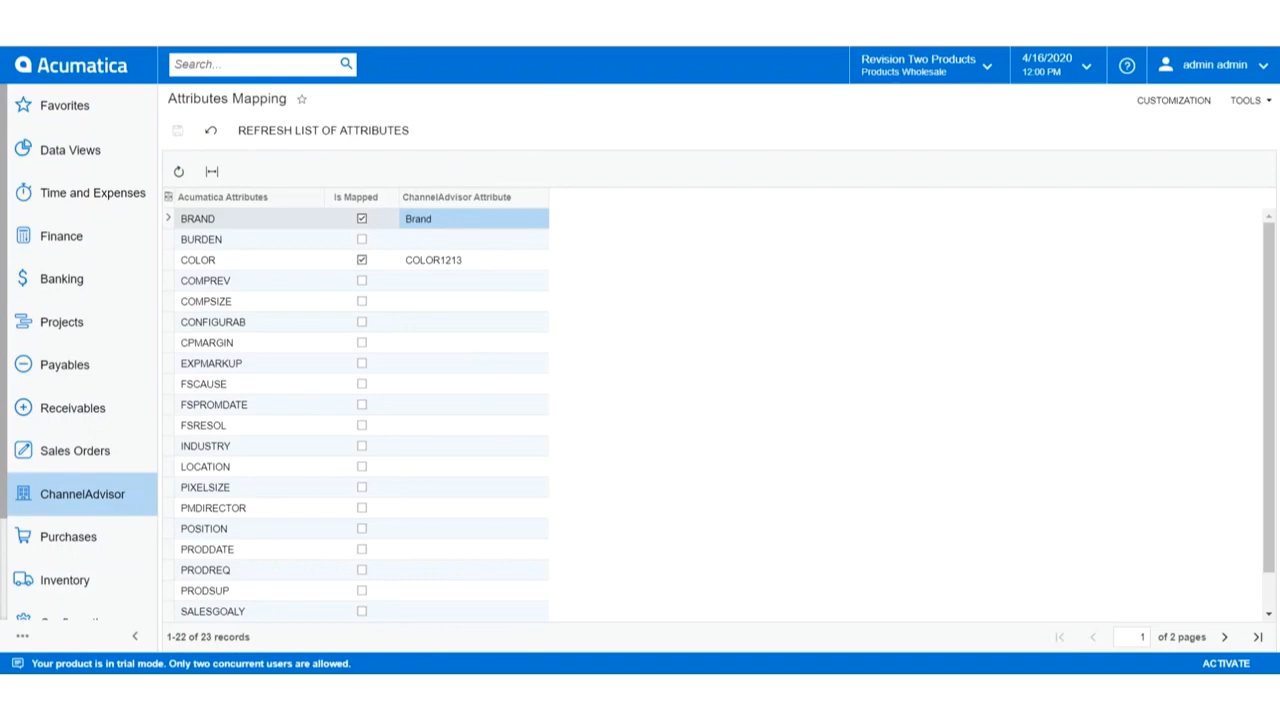 Acumatica
Search...
Revision Two Products
Products Wholesale
4/16/2020
12:00 PM
admin admin
Favorites
Data Views
Time and Expenses
Finance
Banking
Projects
Payables
Receivables
Sales Orders
ChannelAdvisor
Purchases
Inventory
Attributes Mapping
CUSTOMIZATION
TOOLS
REFRESH LIST OF ATTRIBUTES
Acumatica Attributes Is Mapped ChannelAdvisor Attribute
BRAND Brand
BURDEN
COLOR COLOR1213
COMPREV
COMPSIZE
CONFIGURAB
CPMARGIN
EXPMARKUP
FSCAUSE
FSPROMDATE
FSRESOL
INDUSTRY
LOCATION
PIXELSIZE
PMDIRECTOR
POSITION
PRODDATE
PRODREQ
PRODSUP
SALESGOALY
1-22 of 23 records
1 of 2 pages
Your product is in trial mode. Only two concurrent users are allowed.
ACTIVATE